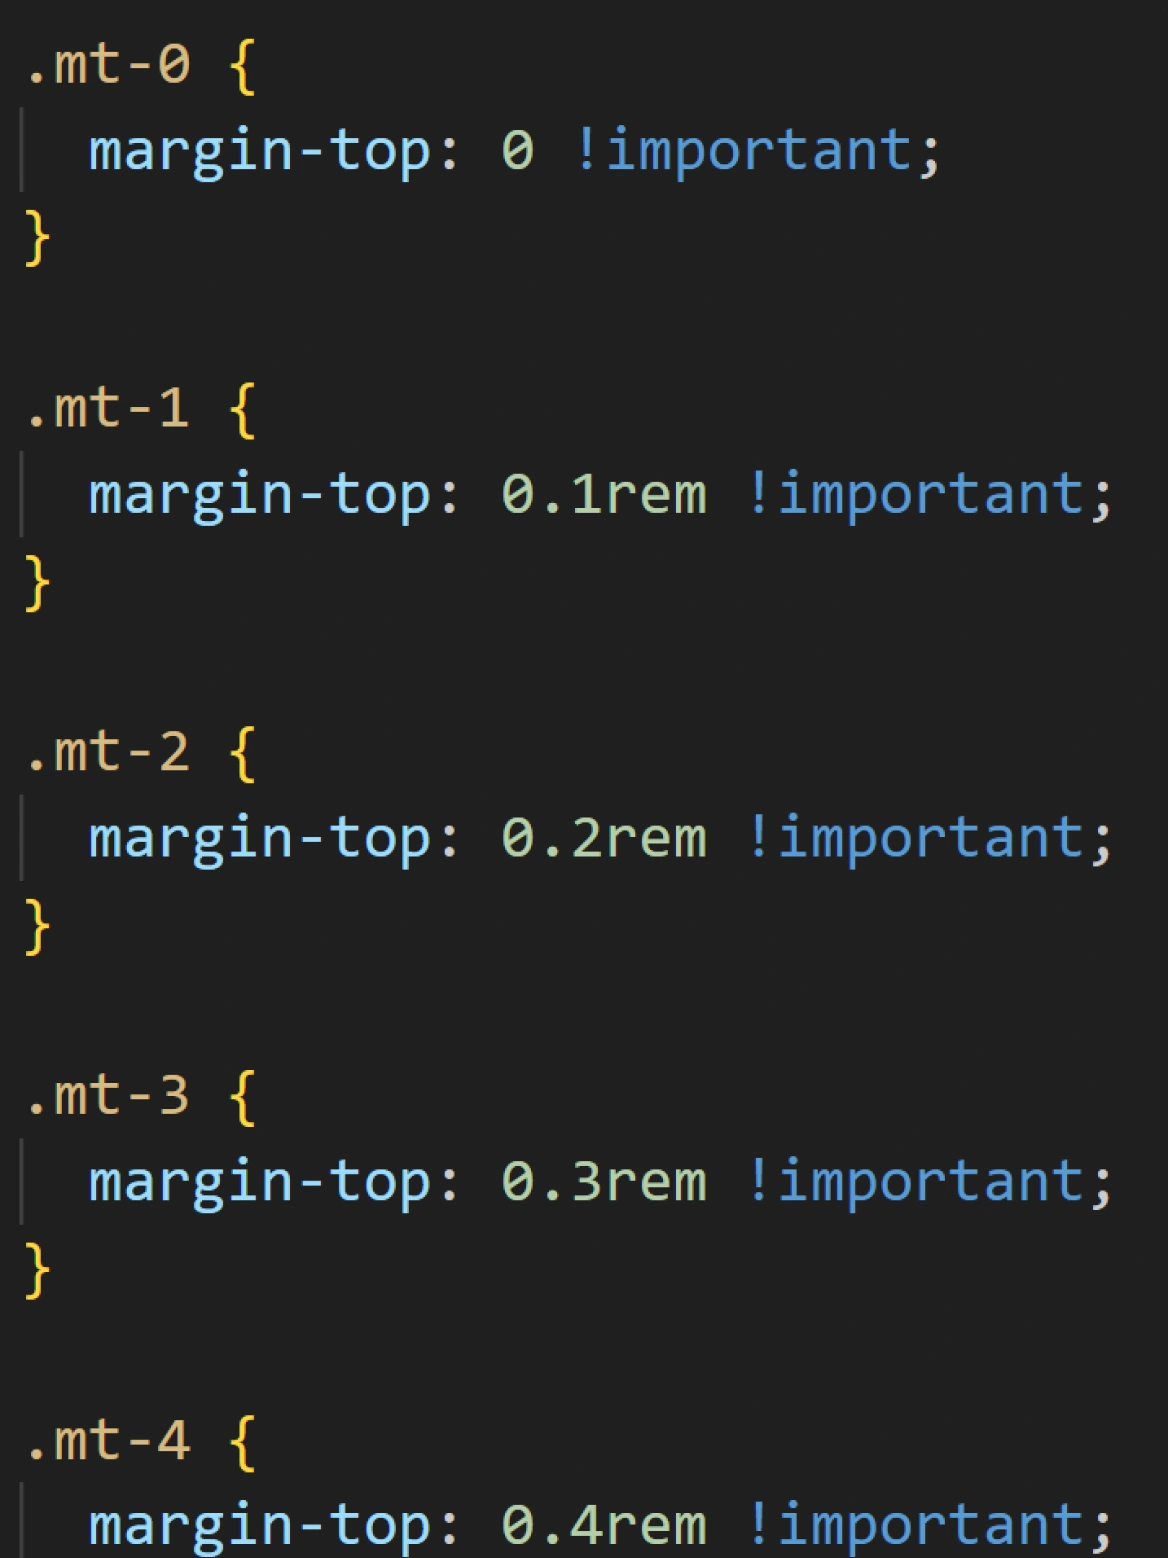 .mt-0 {
  margin-top: 0 !important;
}
.mt-1 {
  margin-top: 0.1rem !important;
}
.mt-2 {
  margin-top: 0.2rem !important;
}
.mt-3 {
  margin-top: 0.3rem !important;
}
.mt-4 {
  margin-top: 0.4rem !important;